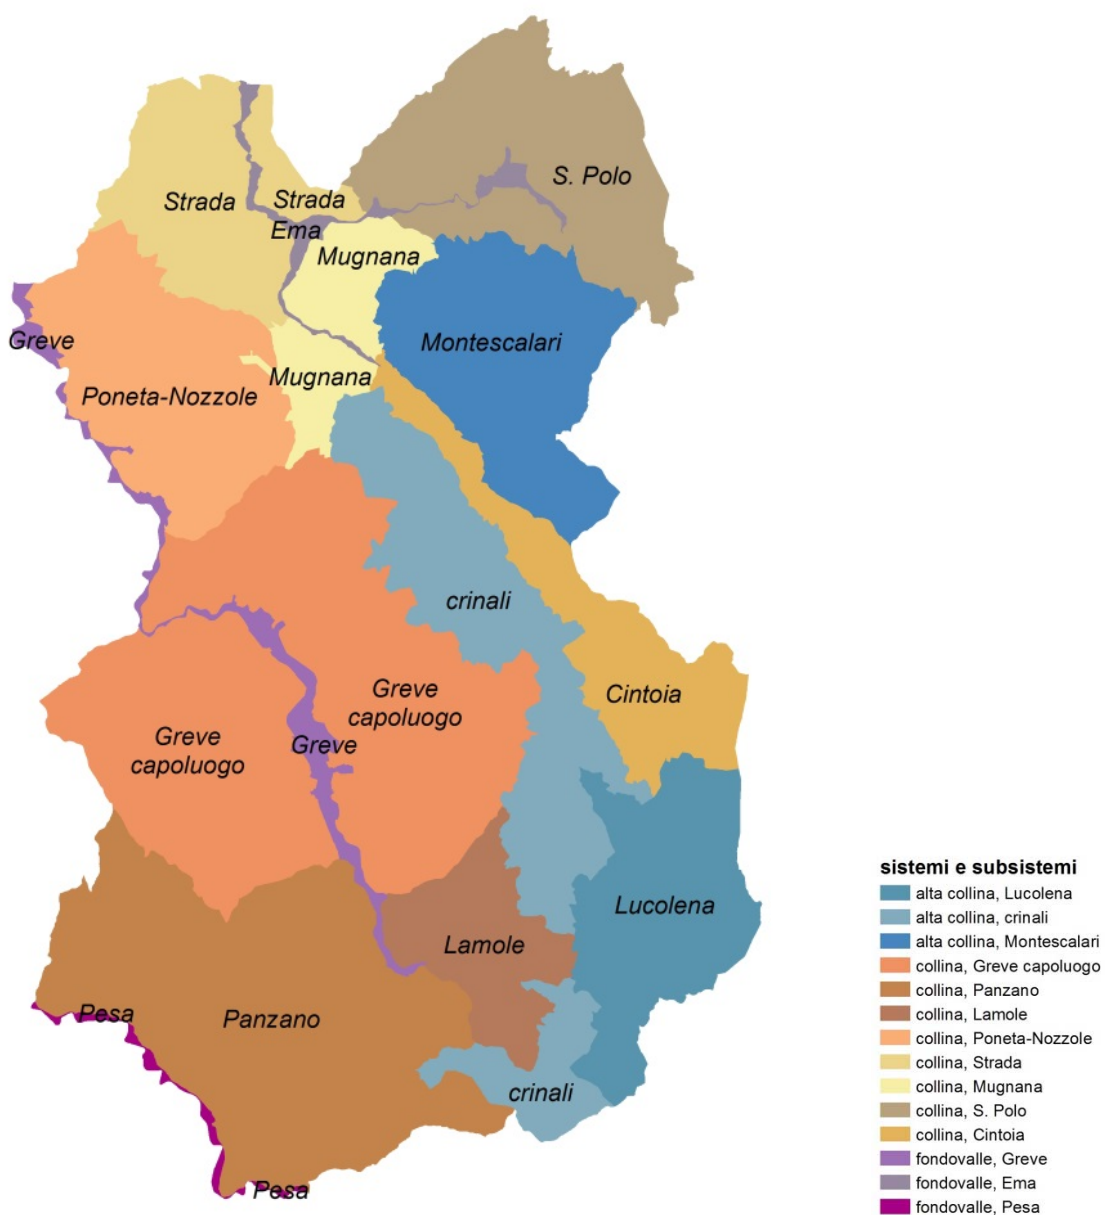 S. Polo
Strada
Strada
Ema
Mugnana
Greve
Montescalari
Mugnana
Poneta-Nozzole
crinali
Greve
capoluogo
Cintoia
Greve
capoluogo
Greve
Lucolena
Lamole
Pesa
Panzano
crinali
Pesa
sistemi e subsistemi
alta collina, Lucolena
alta collina, crinali
alta collina, Montescalari
collina, Greve capoluogo
collina, Panzano
collina, Lamole
collina, Poneta-Nozzole
collina, Strada
collina, Mugnana
collina, S. Polo
collina, Cintoia
fondovalle, Greve
fondovalle, Ema
fondovalle, Pesa